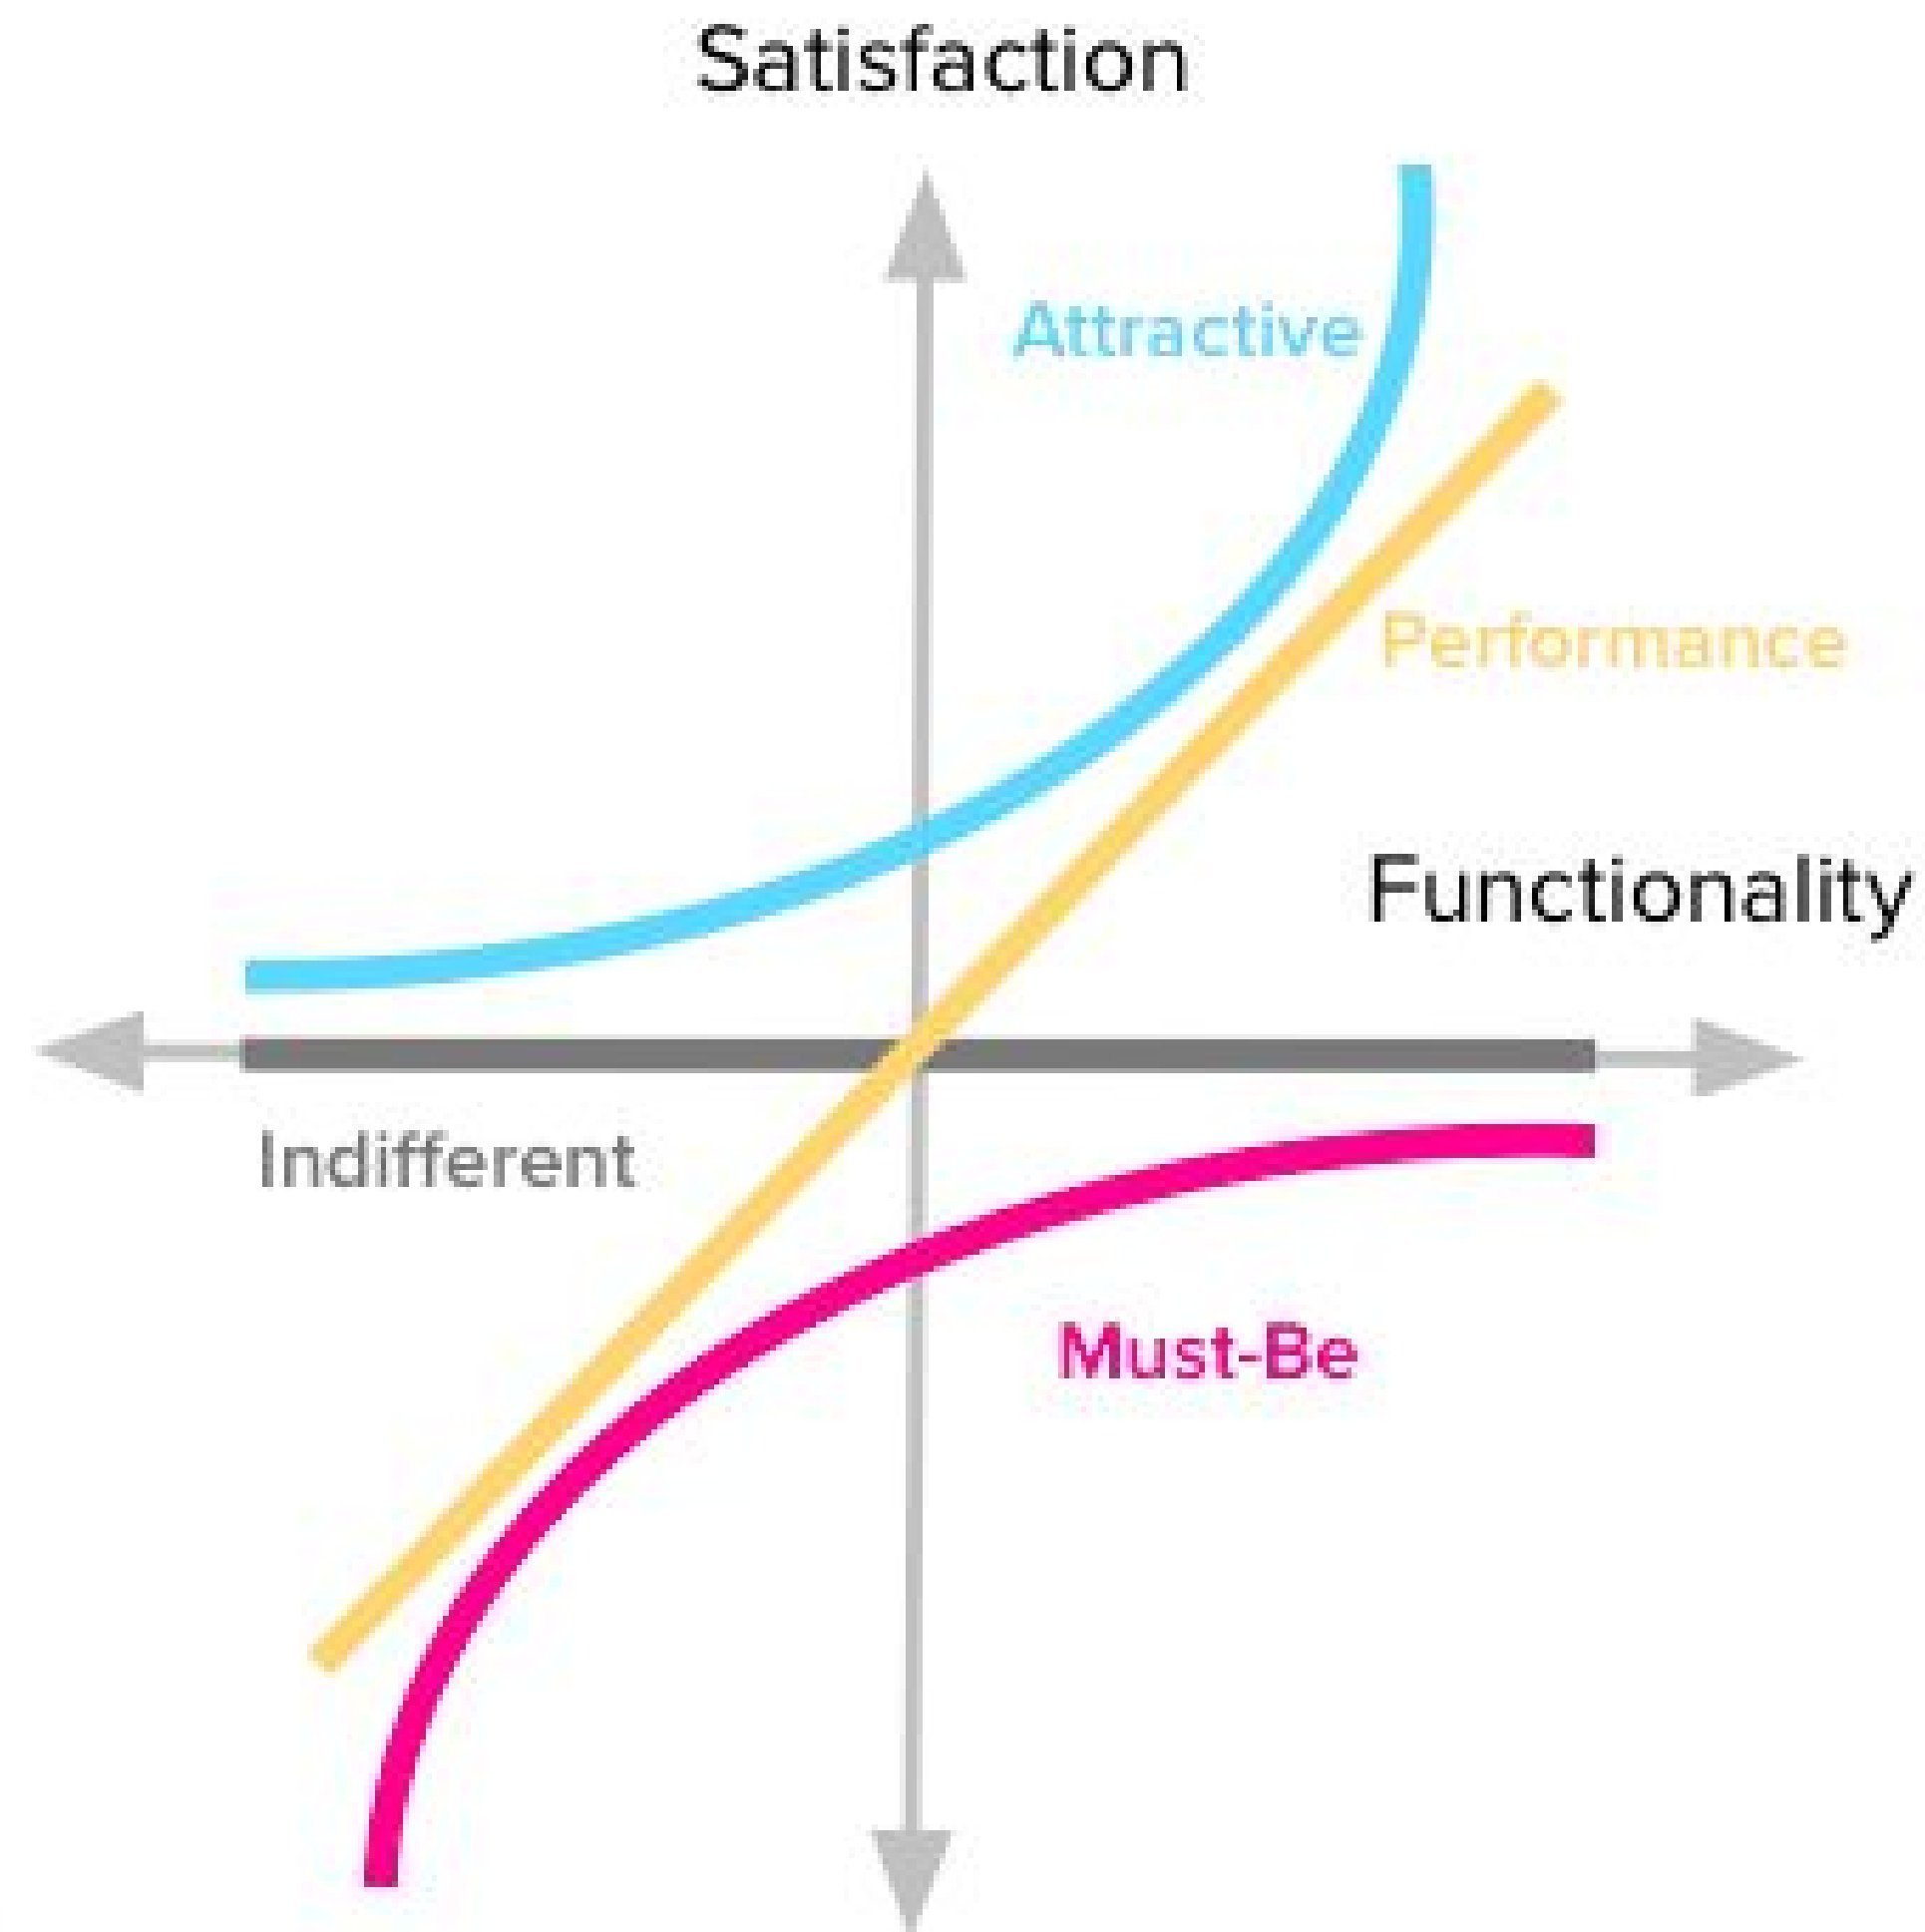 Satisfaction
Attractive
Performance
Functionality
Indifferent
Must-Be